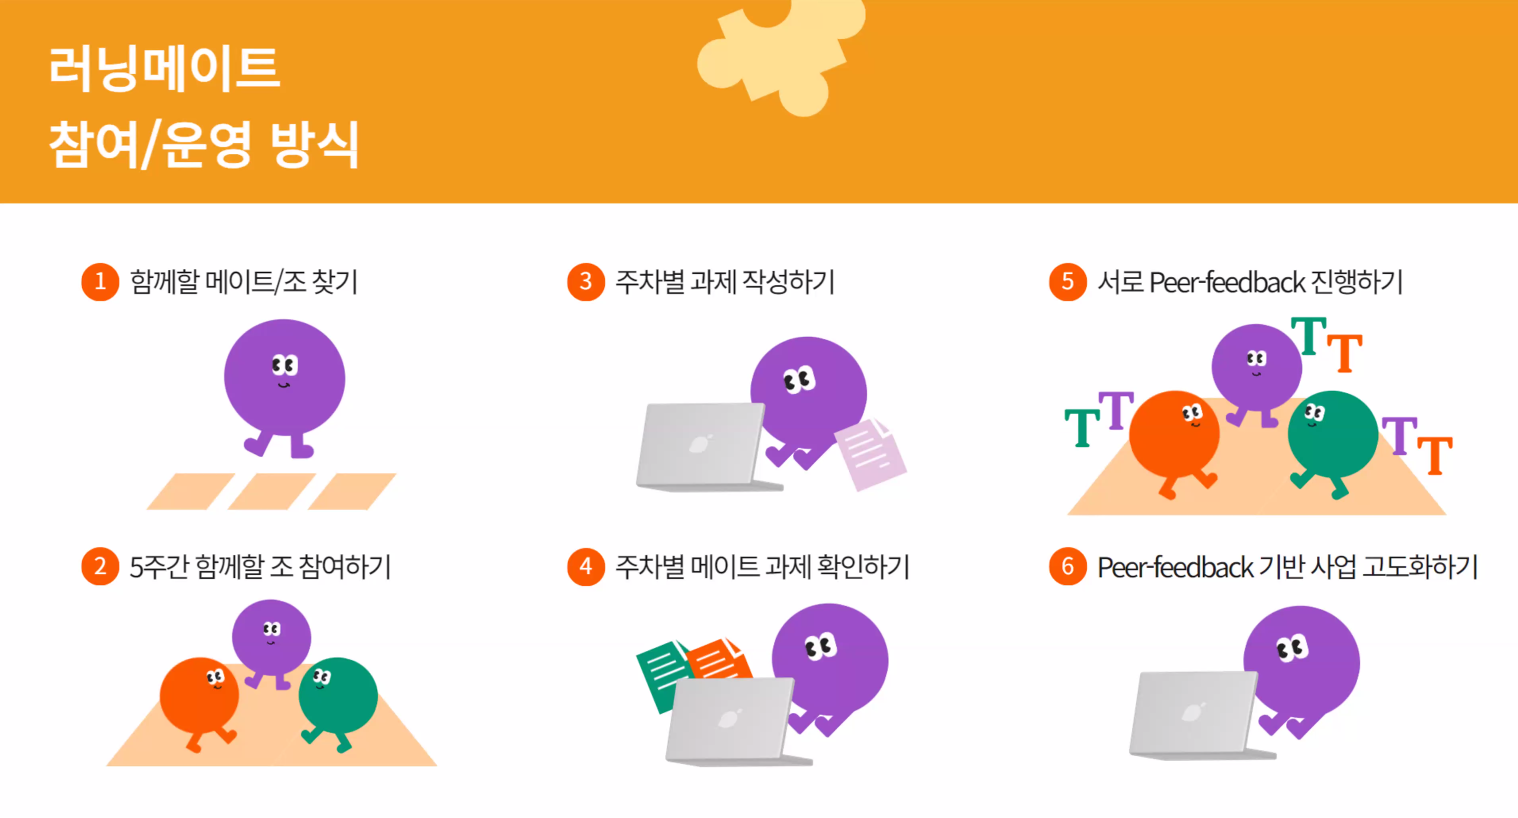 러닝메이트
참여/운영 방식
1 함께할 메이트/조 찾기
2 5주간 함께할 조 참여하기
3 주차별 과제 작성하기
4 주차별 메이트 과제 확인하기
5 서로 Peer-feedback 진행하기
T T
T T
T T
6 Peer-feedback 기반 사업 고도화하기